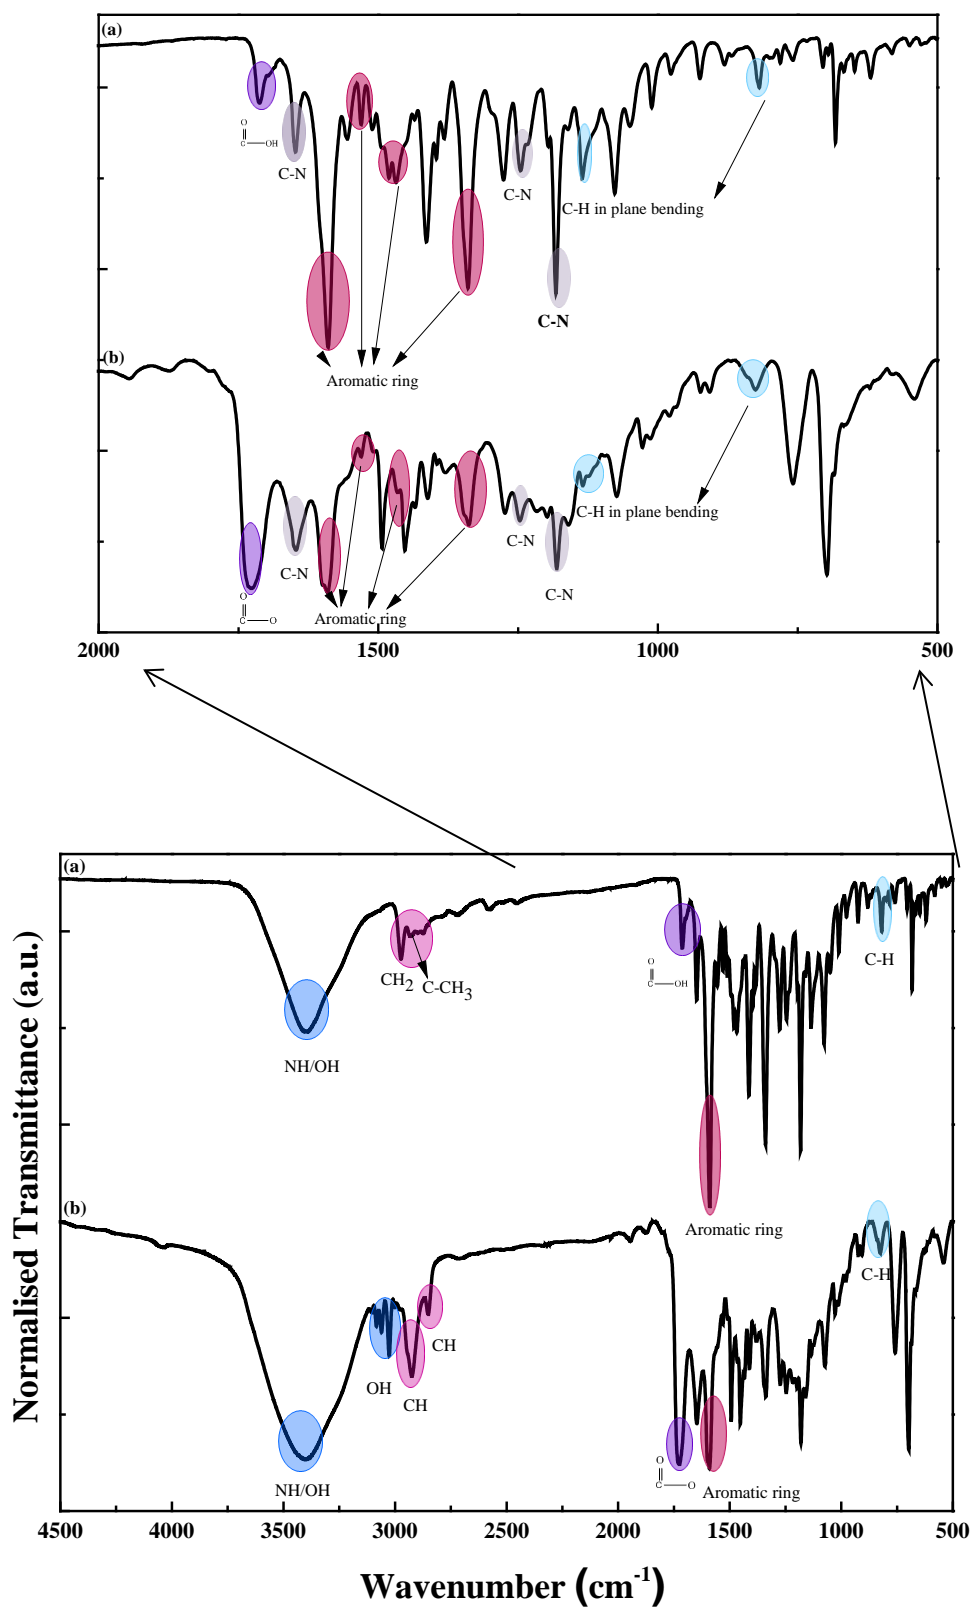 (a)
O
C
OH
C-N
C-N
C-H in plane bending
C-N
(b)
Aromatic ring
C-N
C-H in plane bending
C-N
O
C
O
Aromatic ring
C-N
2000 1500 1000 500
(a)
O
C
OH
CH2
C-CH3
C-H
NH/OH
(b)
Aromatic ring
C-H
CH
OH
CH
O
C
O
NH/OH
Aromatic ring
4500 4000 3500 3000 2500 2000 1500 1000 500
Normalised Transmittance (a.u.)
Wavenumber (cm-1)